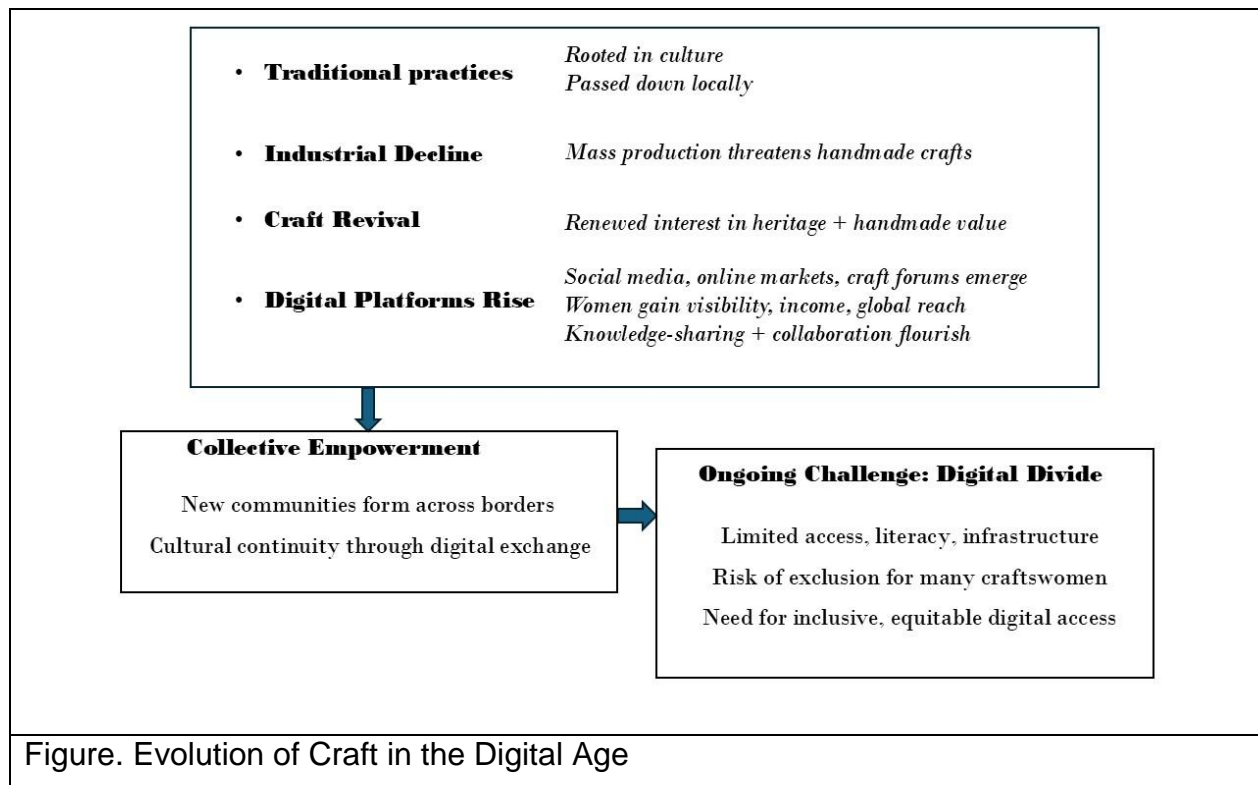 • Traditional practices
Rooted in culture
Passed down locally
• Industrial Decline
Mass production threatens handmade crafts
• Craft Revival
Renewed interest in heritage + handmade value
• Digital Platforms Rise
Social media, online markets, craft forums emerge
Women gain visibility, income, global reach
Knowledge-sharing + collaboration flourish
Collective Empowerment
New communities form across borders
Cultural continuity through digital exchange
Ongoing Challenge: Digital Divide
Limited access, literacy, infrastructure
Risk of exclusion for many craftswomen
Need for inclusive, equitable digital access
Figure. Evolution of Craft in the Digital Age